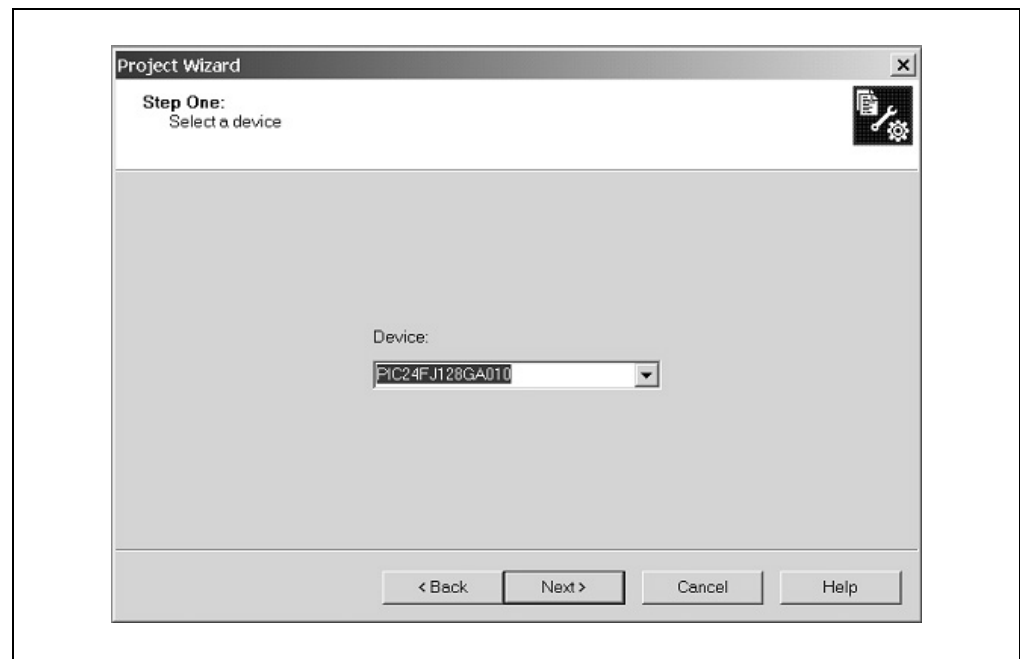 Project Wizard
Step One:
Select a device
Device:
PIC24FJ128GA010
< Back Next > Cancel Help